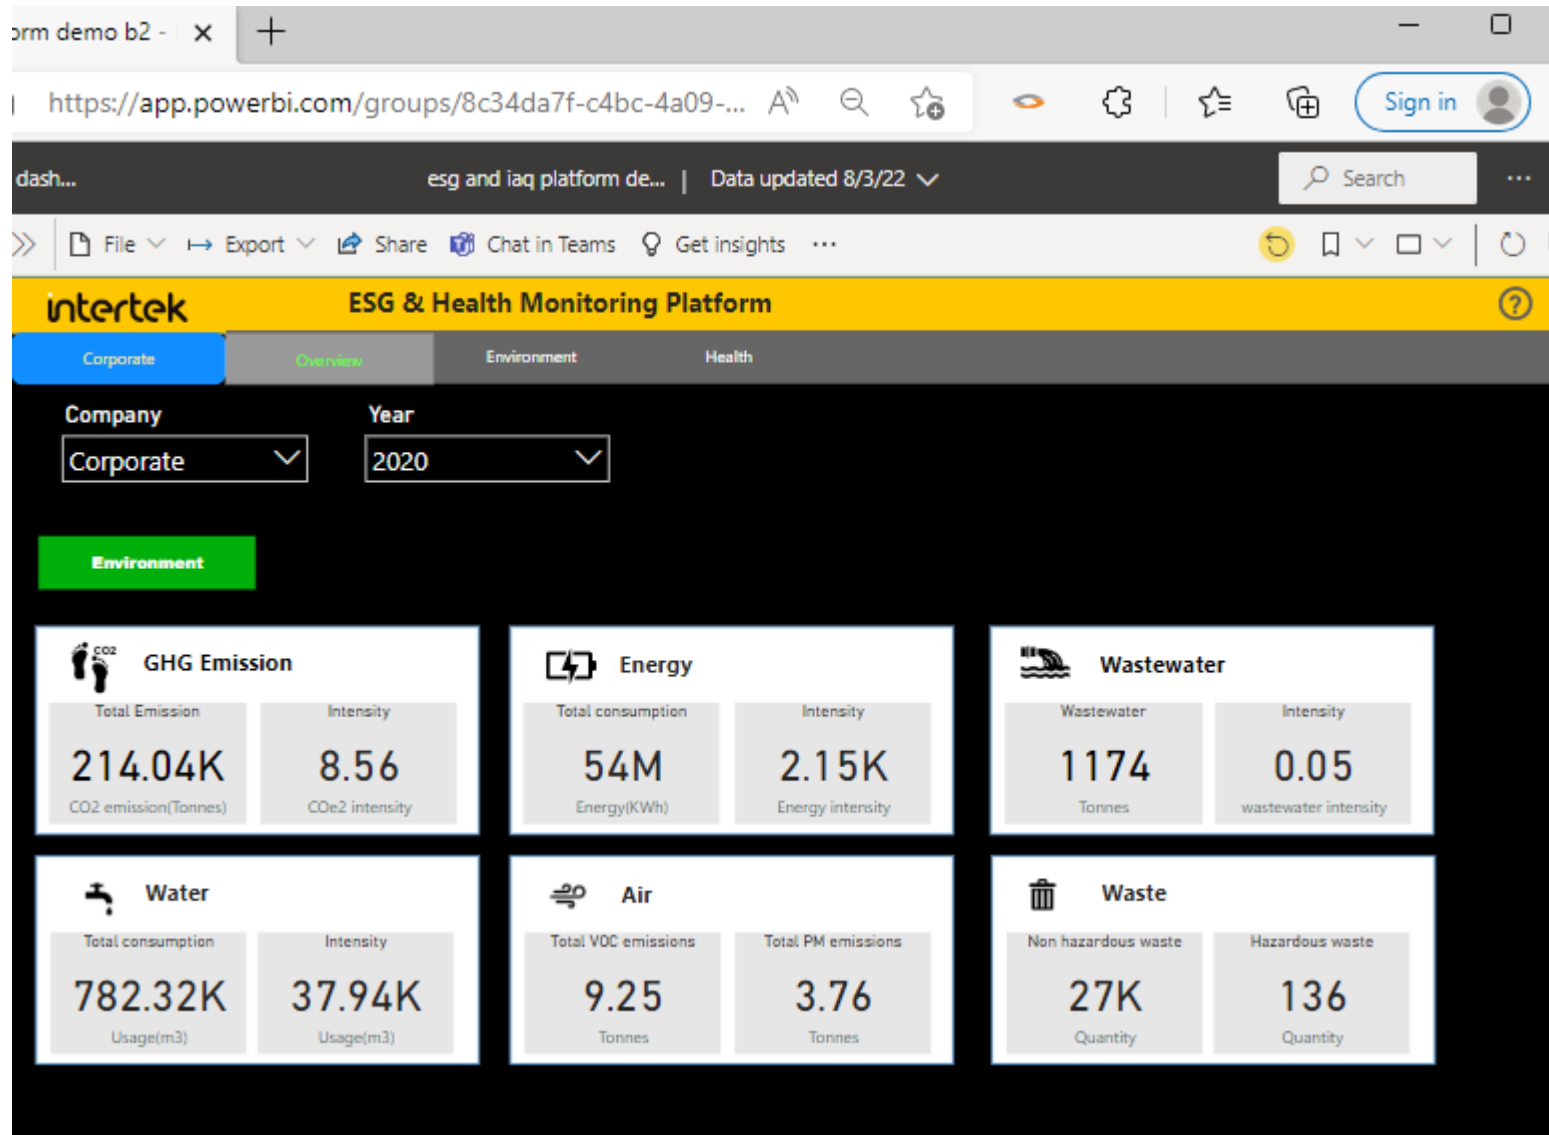 orm demo b2 -
https://app.powerbi.com/groups/8c34da7f-c4bc-4a09-...
Sign in
dash...
esg and iaq platform de... | Data updated 8/3/22
Search
File
Export
Share
Chat in Teams
Get insights
intertek
ESG & Health Monitoring Platform
Corporate
Overview
Environment
Health
Company
Year
Corporate
2020
Environment
CO2
GHG Emission
Total Emission
Intensity
214.04K
8.56
CO2 emission(Tonnes)
COe2 intensity
Energy
Total consumption
Intensity
54M
2.15K
Energy(KWh)
Energy intensity
Wastewater
Wastewater
Intensity
1174
0.05
Tonnes
wastewater intensity
Water
Total consumption
Intensity
782.32K
37.94K
Usage(m3)
Usage(m3)
Air
Total VOC emissions
Total PM emissions
9.25
3.76
Tonnes
Tonnes
Waste
Non hazardous waste
Hazardous waste
27K
136
Quantity
Quantity